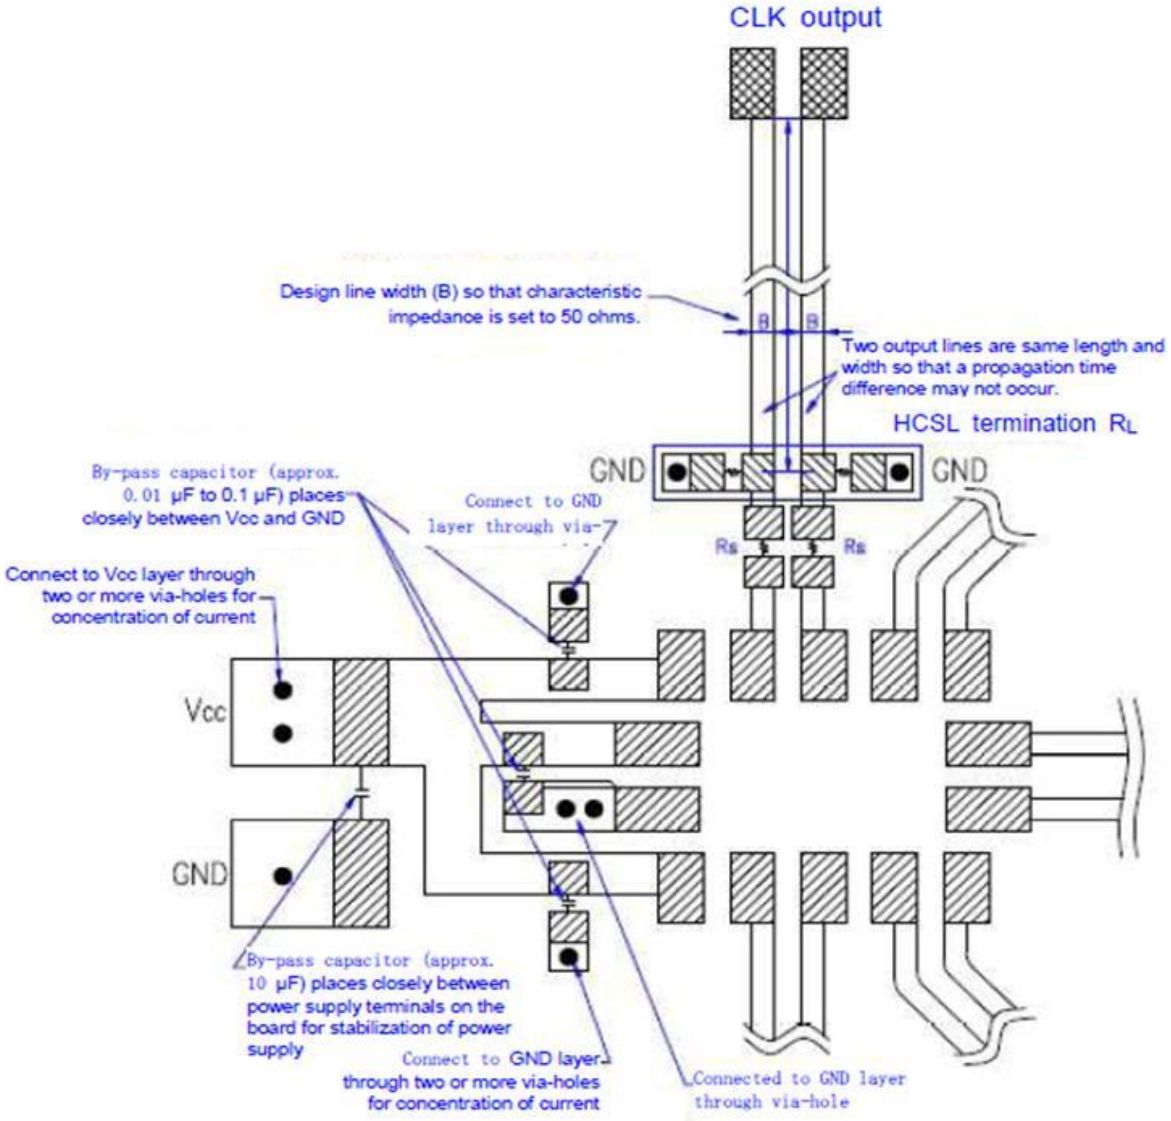 CLK output
Design line width (B) so that characteristic
impedance is set to 50 ohms.
B
B
Two output lines are same length and
width so that a propagation time
difference may not occur.
HCSL termination RL
GND
GND
By-pass capacitor (approx.
0.01 µF to 0.1 µF) places
closely between Vcc and GND
Connect to GND
layer through via-
Rs
Rs
Connect to Vcc layer through
two or more via-holes for
concentration of current
Vcc
GND
By-pass capacitor (approx.
10 µF) places closely between
power supply terminals on the
board for stabilization of power
supply
Connect to GND layer
through two or more via-holes
for concentration of current
Connected to GND layer
through via-hole